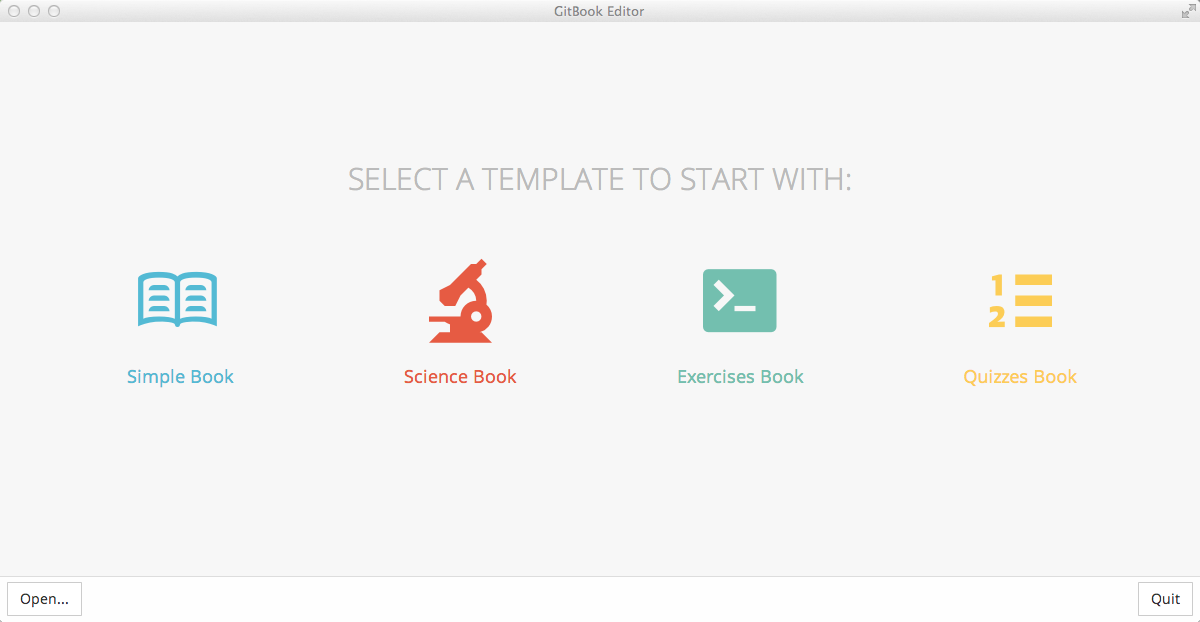 GitBook Editor
SELECT A TEMPLATE TO START WITH:
1
2
Simple Book
Science Book
Exercises Book
Quizzes Book
Open...
Quit